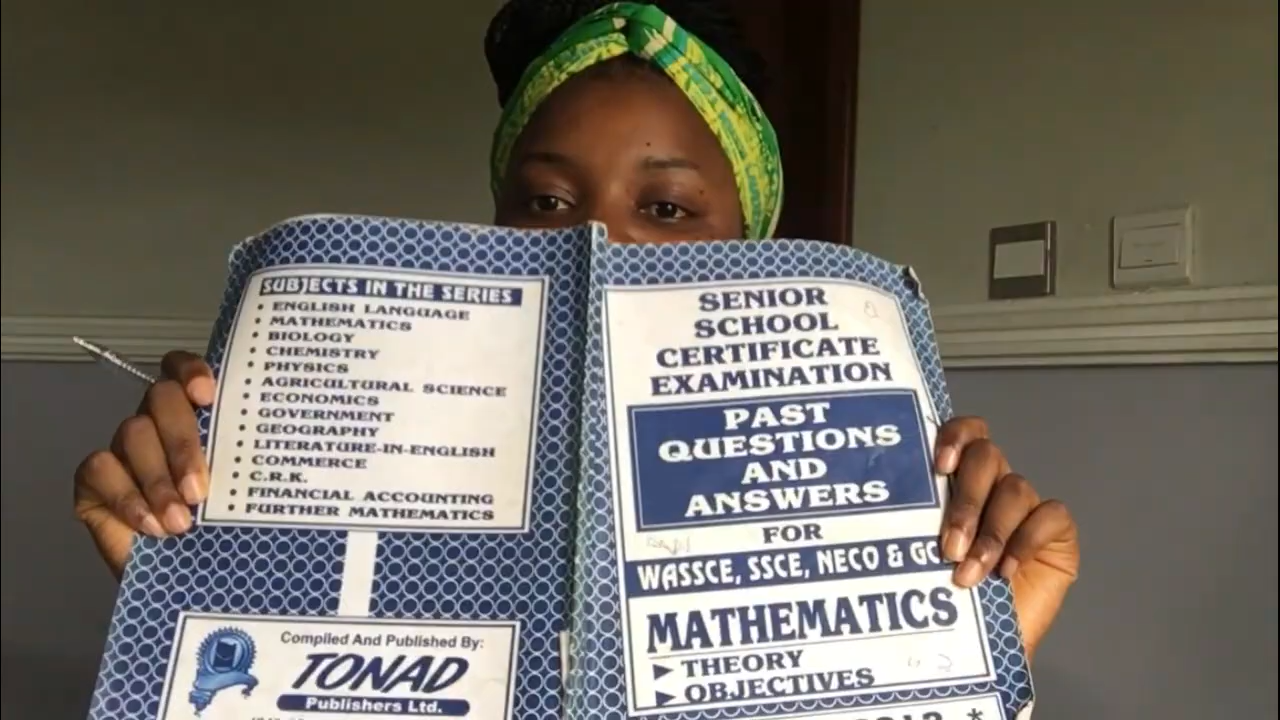 SUBJECTS IN THE SERIES
• ENGLISH LANGUAGE
• MATHEMATICS
• BIOLOGY
• CHEMISTRY
• PHYSICS
• AGRICULTURAL SCIENCE
• ECONOMICS
• GOVERNMENT
• GEOGRAPHY
• LITERATURE-IN-ENGLISH
• COMMERCE
• C.R.K.
• FINANCIAL ACCOUNTING
• FURTHER MATHEMATICS
Compiled And Published By:
TONAD
Publishers Ltd.
SENIOR
SCHOOL
CERTIFICATE
EXAMINATION
PAST
QUESTIONS
AND
ANSWERS
FOR
WASSCE, SSCE, NECO & GC
MATHEMATICS
► THEORY
► OBJECTIVES